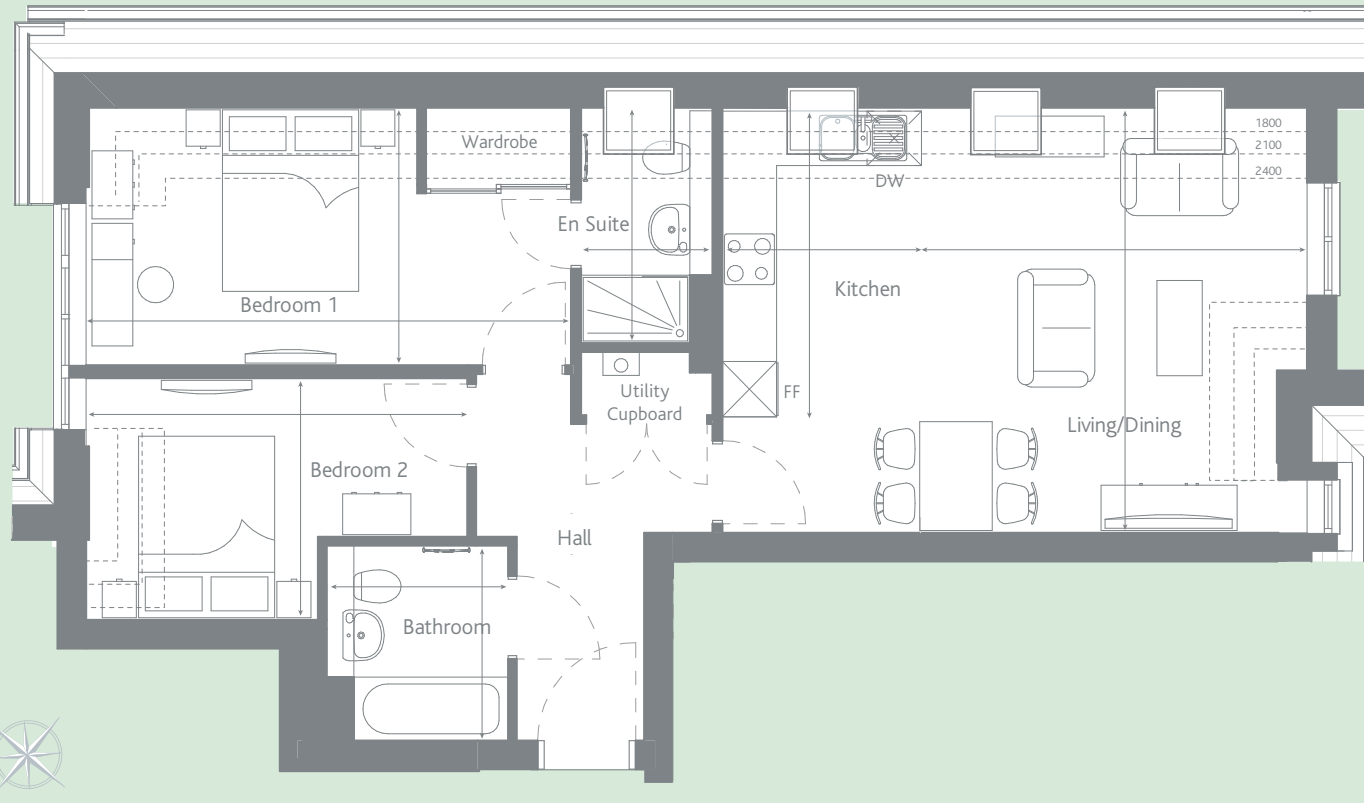 1800
Wardrobe
2100
2400
DW
En Suite
Kitchen
Bedroom 1
Utility
Cupboard
FF
Living/Dining
Bedroom 2
Hall
Bathroom